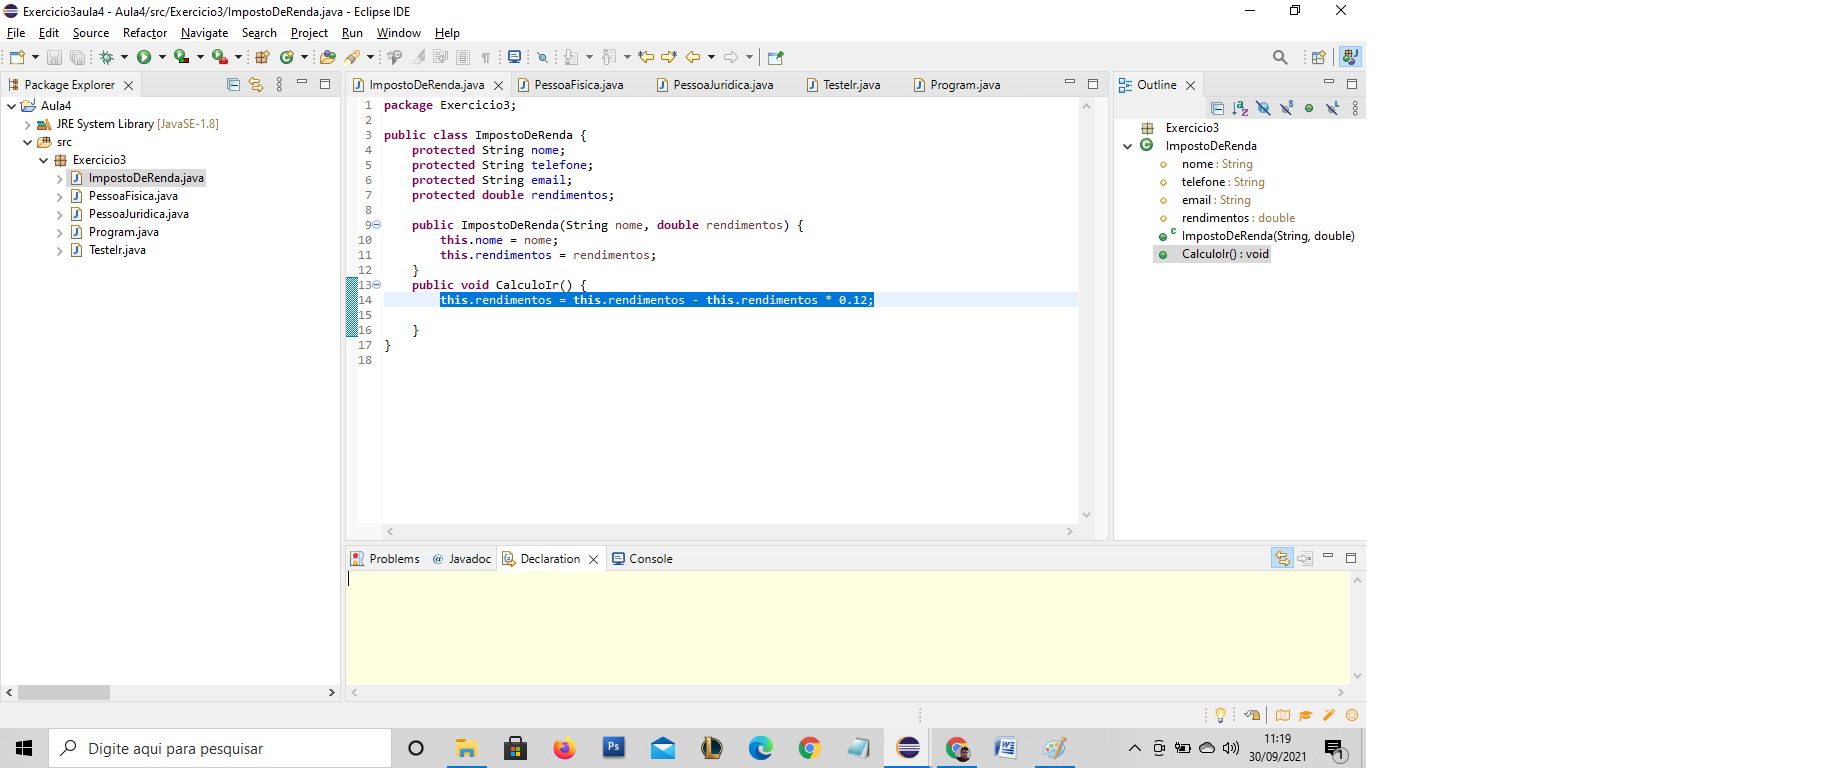 Exercicio3aula4 - Aula4/src/Exercicio3/ImpostoDeRenda.java - Eclipse IDE
File Edit Source Refactor Navigate Search Project Run Window Help
Package Explorer
Aula4
JRE System Library [JavaSE-1.8]
src
Exercicio3
ImpostoDeRenda.java
PessoaFisica.java
PessoaJuridica.java
Program.java
TesteIr.java
ImpostoDeRenda.java PessoaFisica.java PessoaJuridica.java TesteIr.java Program.java
1 package Exercicio3;
2
3 public class ImpostoDeRenda {
4 protected String nome;
5 protected String telefone;
6 protected String email;
7 protected double rendimentos;
8
9 public ImpostoDeRenda(String nome, double rendimentos) {
10 this.nome = nome;
11 this.rendimentos = rendimentos;
12 }
13 public void CalculoIr() {
14 this.rendimentos = this.rendimentos - this.rendimentos * 0.12;
15
16 }
17 }
18
Outline
Exercicio3
ImpostoDeRenda
nome : String
telefone : String
email : String
rendimentos : double
ImpostoDeRenda(String, double)
CalculoIr() : void
Problems @ Javadoc Declaration Console
Digite aqui para pesquisar
Ps
W
11:19
30/09/2021
1